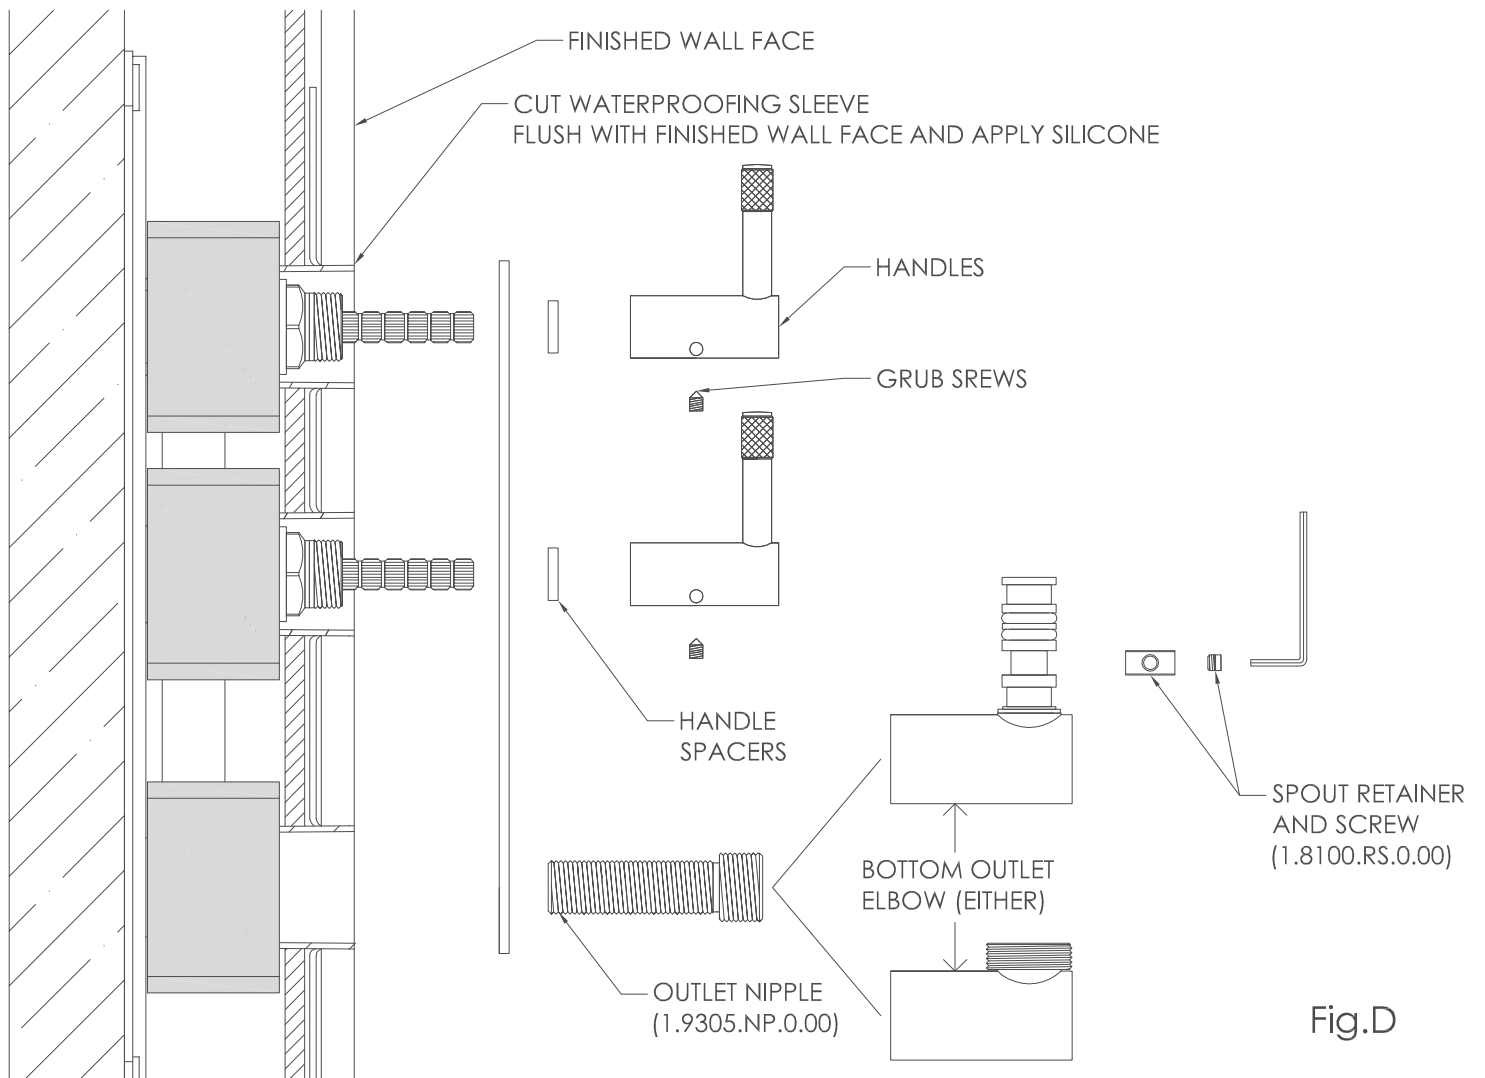 FINISHED WALL FACE
CUT WATERPROOFING SLEEVE
FLUSH WITH FINISHED WALL FACE AND APPLY SILICONE
HANDLES
GRUB SREWS
HANDLE
SPACERS
SPOUT RETAINER
AND SCREW
(1.8100.RS.0.00)
BOTTOM OUTLET
ELBOW (EITHER)
OUTLET NIPPLE
(1.9305.NP.0.00)
Fig.D